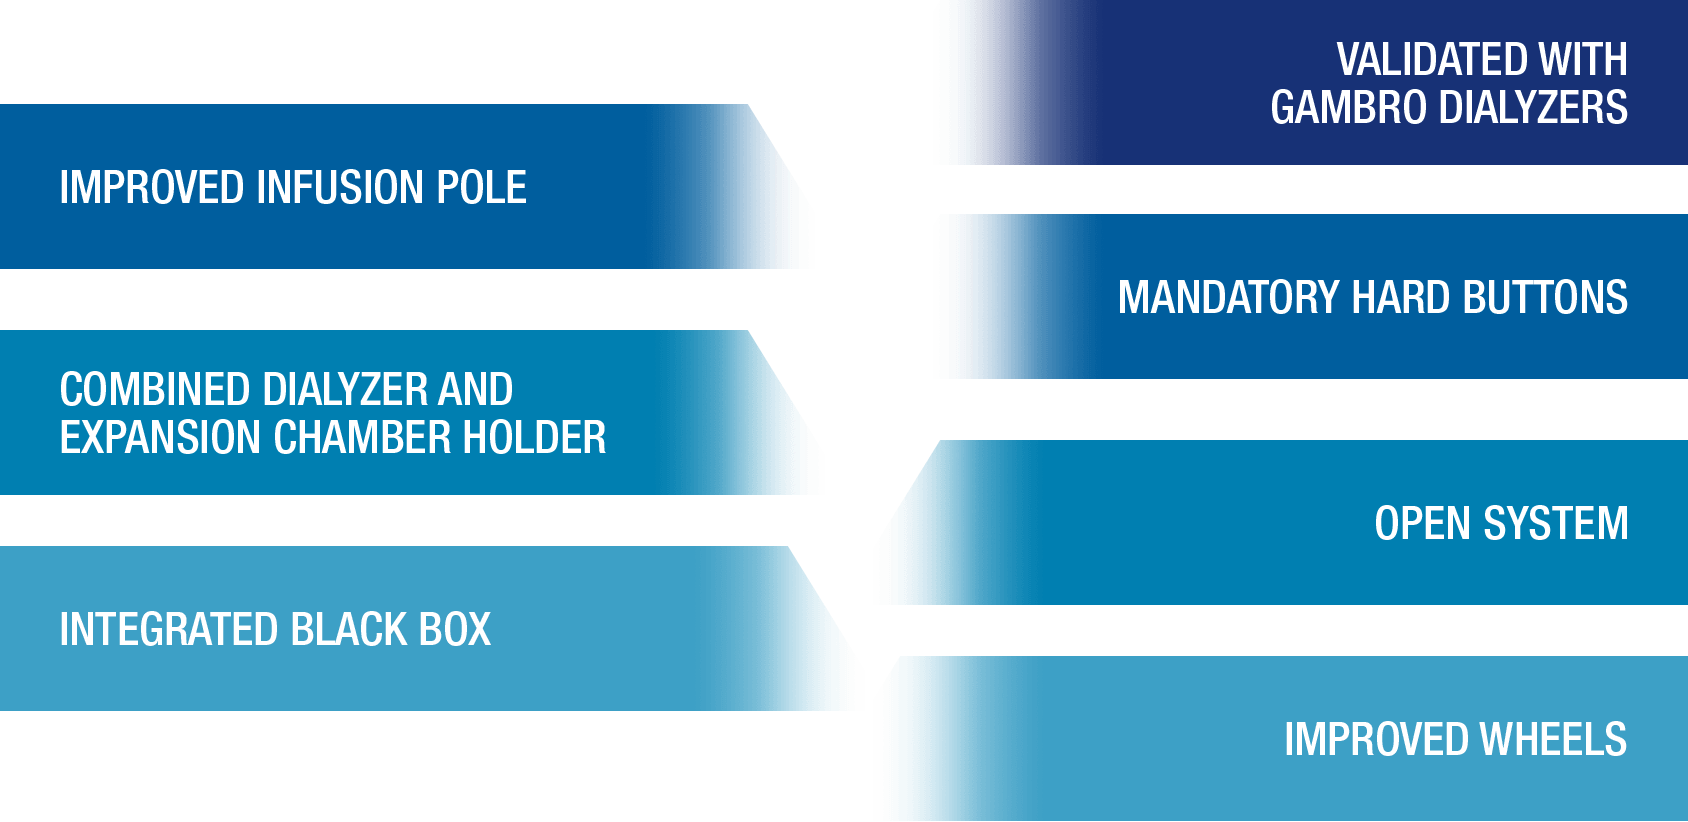 IMPROVED INFUSION POLE
COMBINED DIALYZER AND
EXPANSION CHAMBER HOLDER
INTEGRATED BLACK BOX
VALIDATED WITH
GAMBRO DIALYZERS
MANDATORY HARD BUTTONS
OPEN SYSTEM
IMPROVED WHEELS